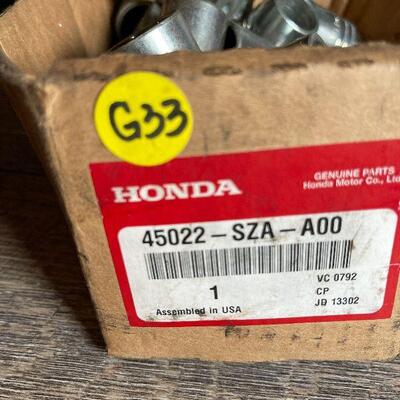 G33
GENUINE PARTS
Honda Motor Co., Ltd.
HONDA
45022-SZA-A00
VC 0792
1
CP
Assembled in USA
JD 13302